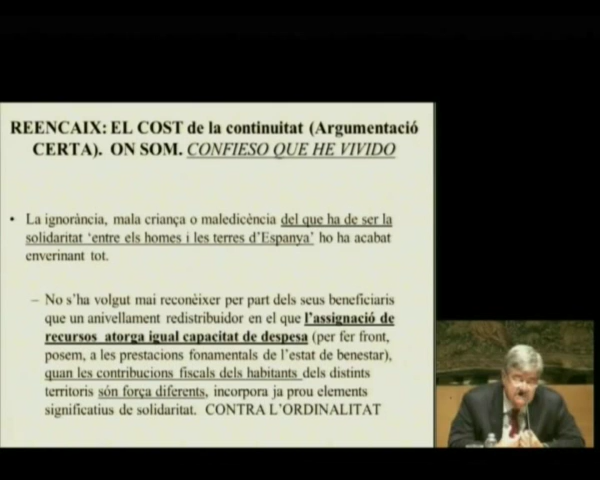 REENCAIX: EL COST de la continuitat (Argumentació
CERTA). ON SOM. CONFIESO QUE HE VIVIDO
• La ignorància, mala criança o maledicència del que ha de ser la
solidaritat ‘entre els homes i les terres d’Espanya’ ho ha acabat
enverinant tot.
– No s’ha volgut mai reconèixer per part dels seus beneficiaris
que un anivellament redistribuïdor en el que l’assignació de
recursos atorga igual capacitat de despesa (per fer front,
posem, a les prestacions fonamentals de l’estat de benestar),
quan les contribucions fiscals dels habitants dels distints
territoris són força diferents, incorpora ja prou elements
significatius de solidaritat. CONTRA L’ORDINALITAT